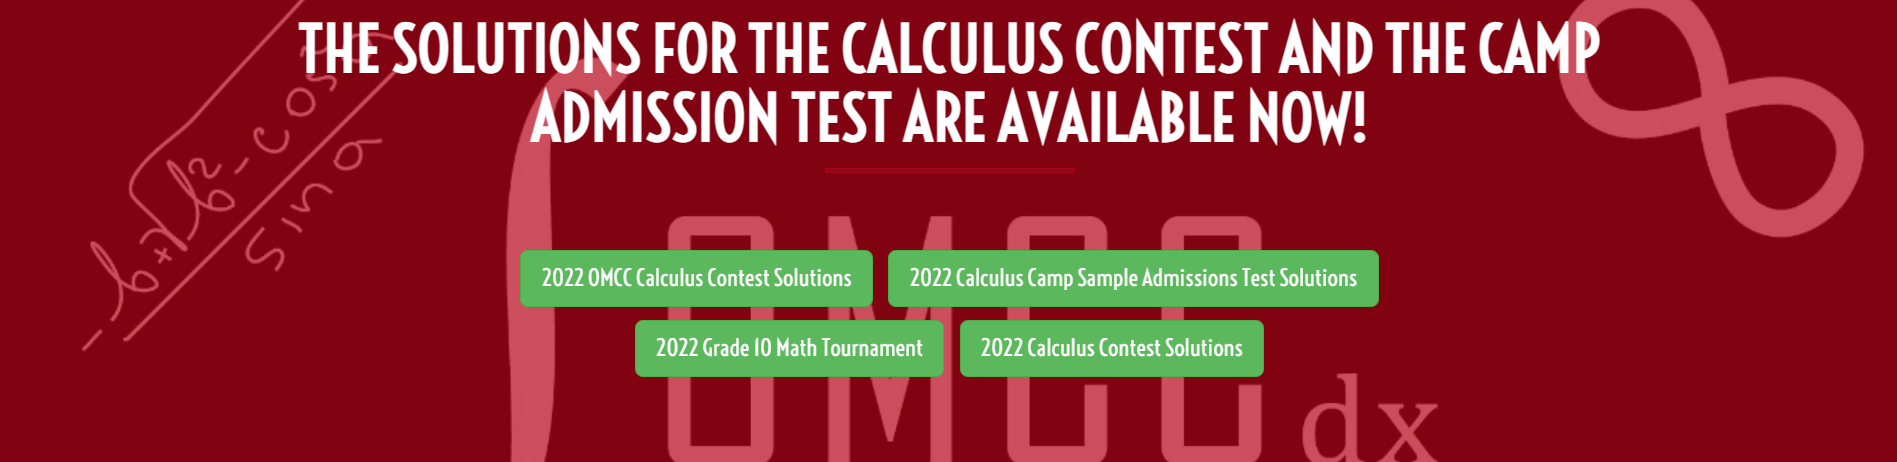 THE SOLUTIONS FOR THE CALCULUS CONTEST AND THE CAMP
ADMISSION TEST ARE AVAILABLE NOW!
2022 OMCC Calculus Contest Solutions
2022 Calculus Camp Sample Admissions Test Solutions
2022 Grade 10 Math Tournament
2022 Calculus Contest Solutions
∫ OMCC dx
sina